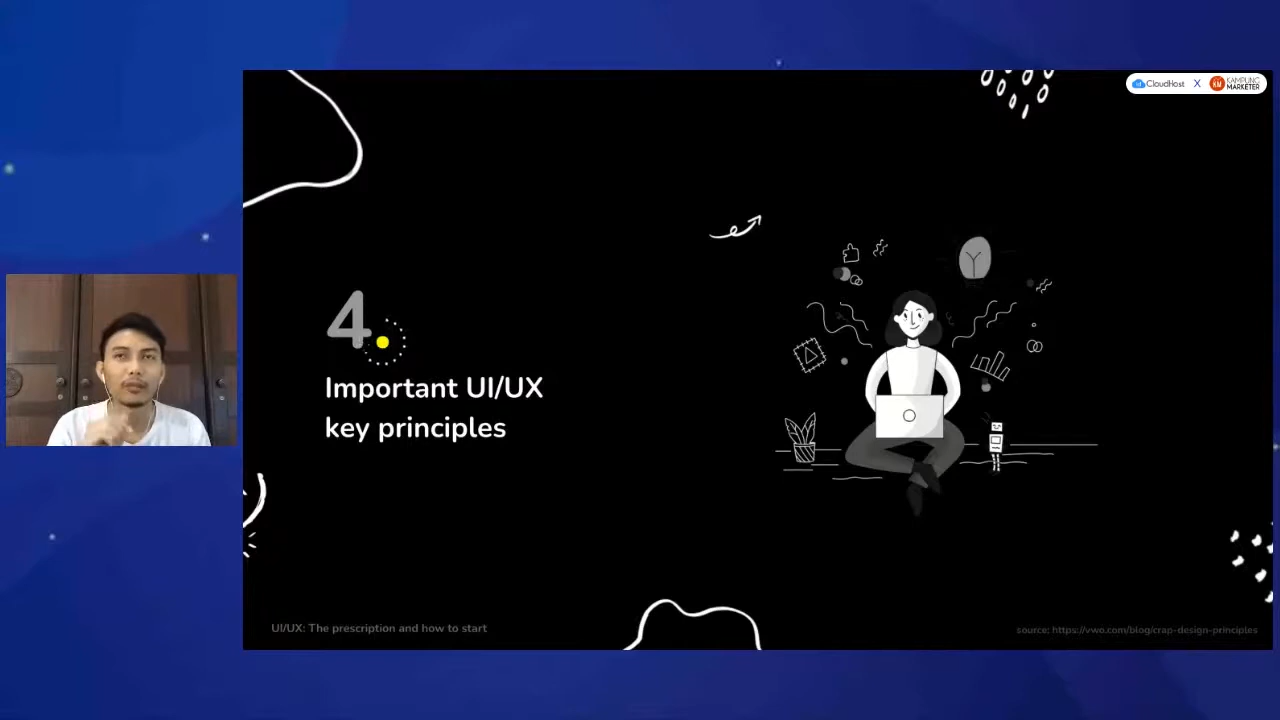 CloudHost X KAMPUNG MARKETER
KM
4.
Important UI/UX
key principles
UI/UX: The prescription and how to start
source: https://vwo.com/blog/crap-design-principles